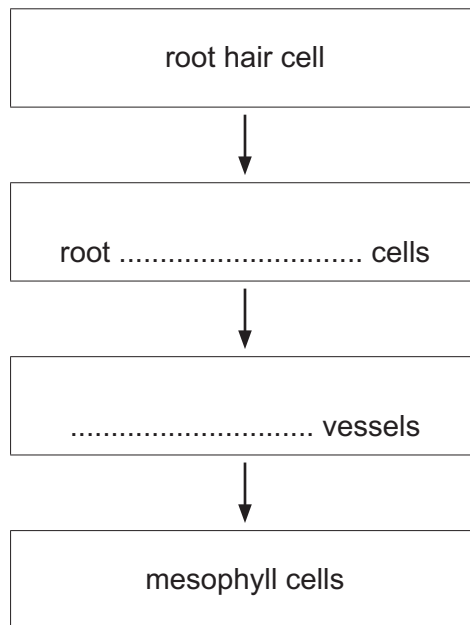 root hair cell
root .............................. cells
.............................. vessels
mesophyll cells